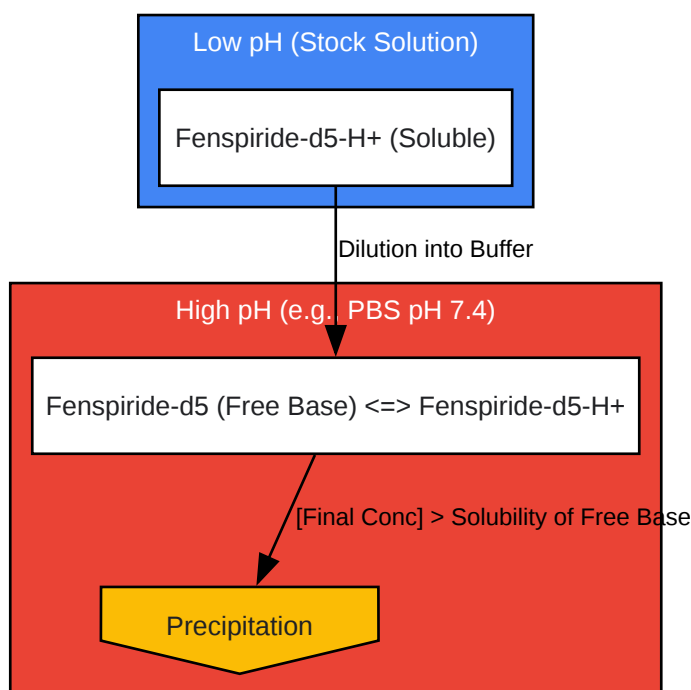 Low pH (Stock Solution)
Fenspiride-d5-H+ (Soluble)
Dilution into Buffer
High pH (e.g., PBS pH 7.4)
Fenspiride-d5 (Free Base) <=> Fenspiride-d5-H+
[Final Conc] > Solubility of Free Base
Precipitation